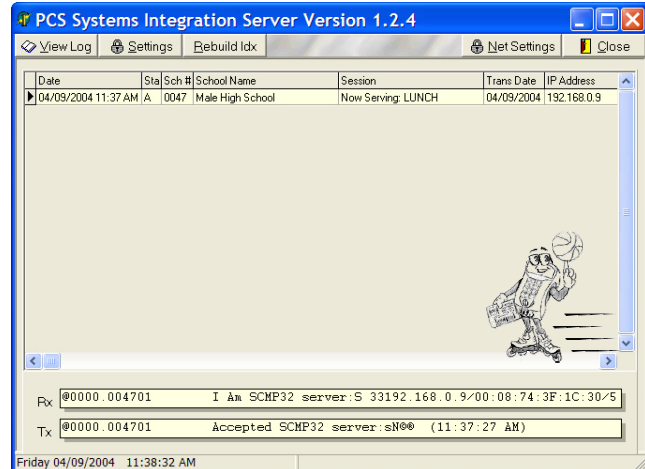 PCS Systems Integration Server Version 1.2.4
View Log Settings Rebuild Idx Net Settings Close
Date Sta Sch # School Name Session Trans Date IP Address
04/09/2004 11:37 AM A 0047 Male High School Now Serving: LUNCH 04/09/2004 192.168.0.9
Rx @0000.004701 I Am SCMP32 server:S 33192.168.0.9/00:08:74:3F:1C:30/5
Tx @0000.004701 Accepted SCMP32 server:sN®® (11:37:27 AM)
Friday 04/09/2004 11:38:32 AM